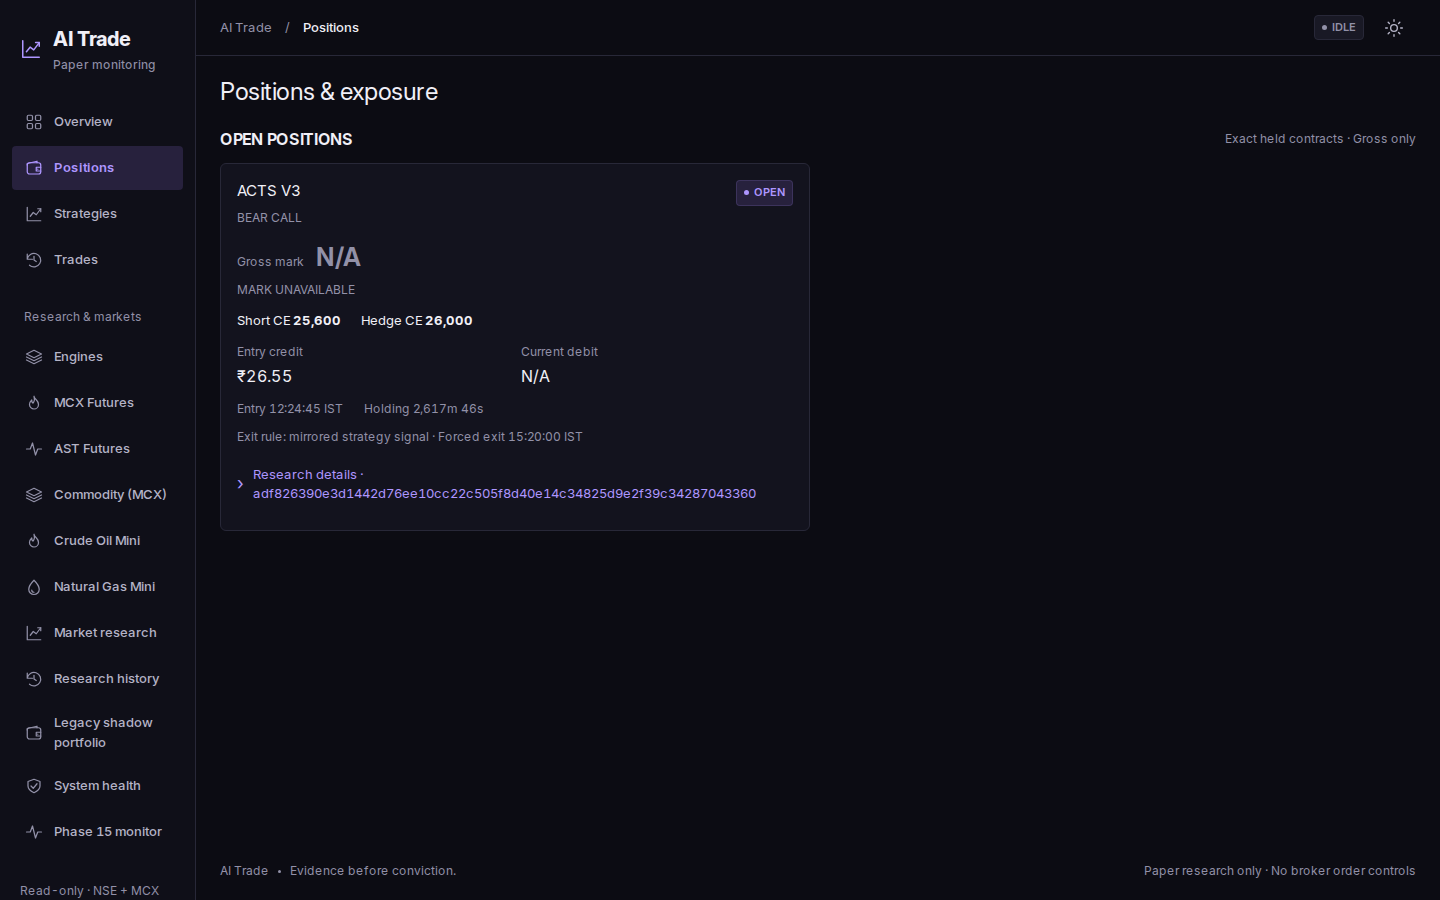 AI Trade
Paper monitoring
Overview
Positions
Strategies
Trades
Research & markets
Engines
MCX Futures
AST Futures
Commodity (MCX)
Crude Oil Mini
Natural Gas Mini
Market research
Research history
Legacy shadow
portfolio
System health
Phase 15 monitor
Read-only · NSE + MCX
AI Trade / Positions
IDLE
Positions & exposure
OPEN POSITIONS
Exact held contracts · Gross only
ACTS V3
OPEN
BEAR CALL
Gross mark N/A
MARK UNAVAILABLE
Short CE 25,600 Hedge CE 26,000
Entry credit Current debit
₹26.55 N/A
Entry 12:24:45 IST Holding 2,617m 46s
Exit rule: mirrored strategy signal · Forced exit 15:20:00 IST
Research details ·
adf826390e3d1442d76ee10cc22c505f8d40e14c34825d9e2f39c34287043360
AI Trade • Evidence before conviction.
Paper research only · No broker order controls